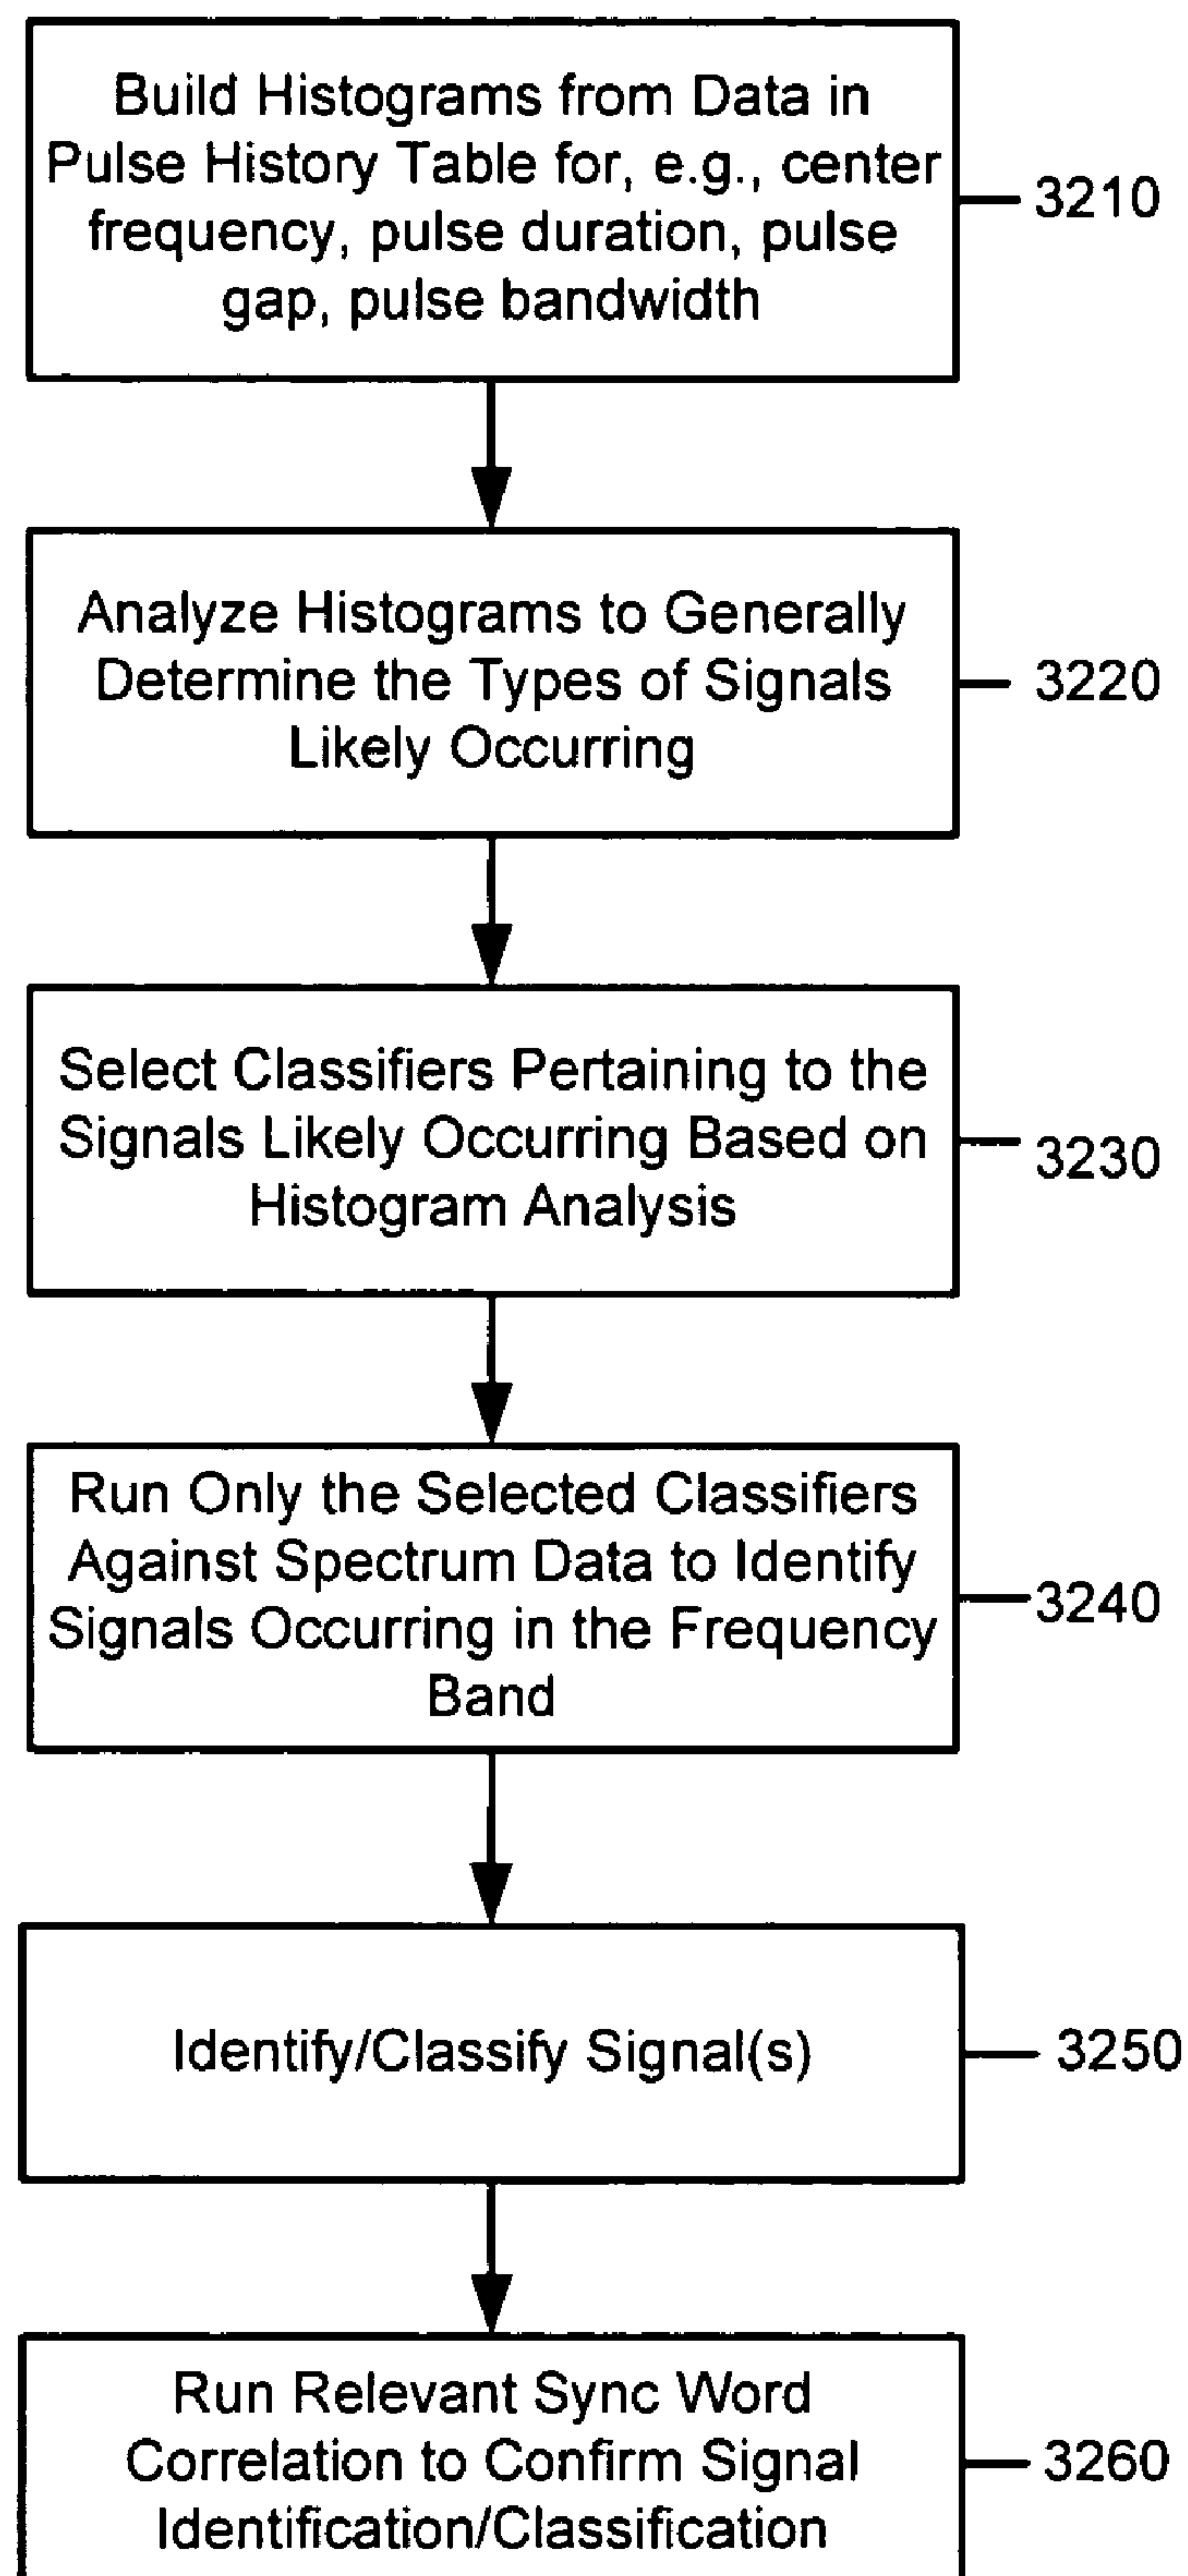 Build Histograms from Data in
Pulse History Table for, e.g., center
frequency, pulse duration, pulse
gap, pulse bandwidth
3210
Analyze Histograms to Generally
Determine the Types of Signals
Likely Occurring
3220
Select Classifiers Pertaining to the
Signals Likely Occurring Based on
Histogram Analysis
3230
Run Only the Selected Classifiers
Against Spectrum Data to Identify
Signals Occurring in the Frequency
Band
3240
Identify/Classify Signal(s)
3250
Run Relevant Sync Word
Correlation to Confirm Signal
Identification/Classification
3260